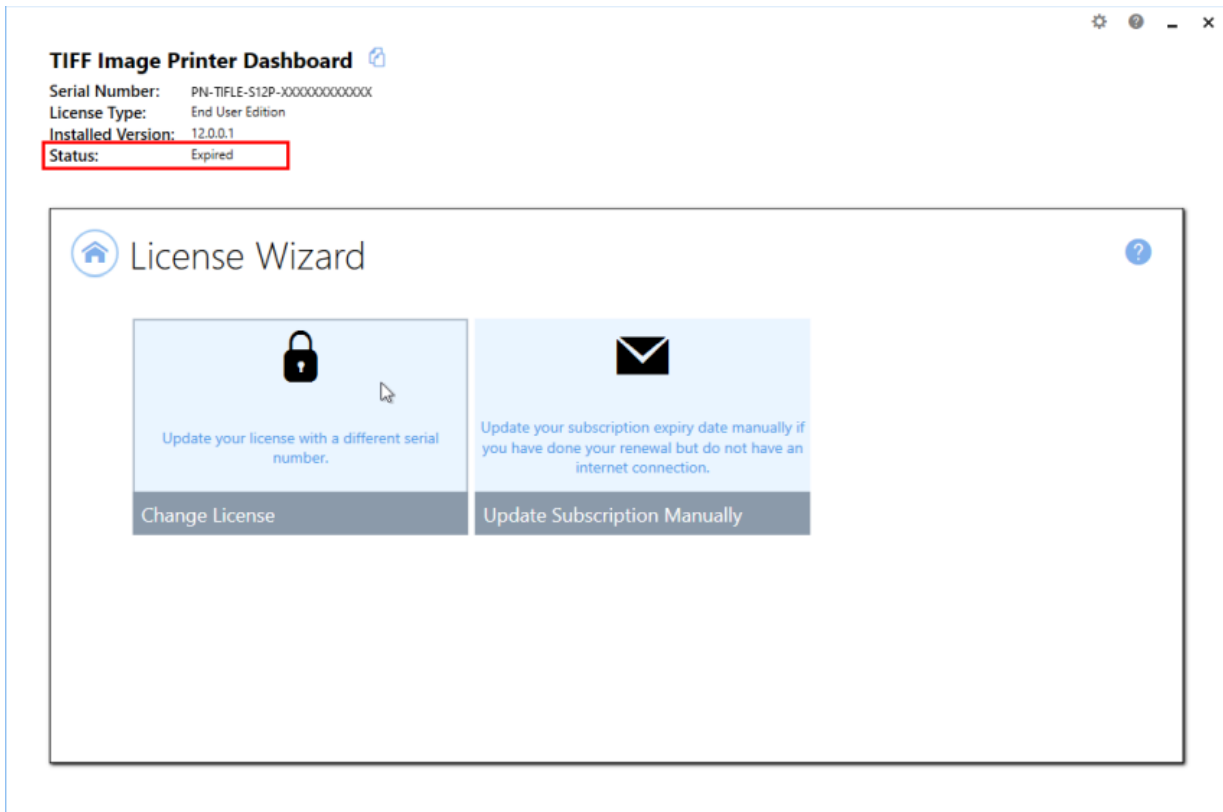 TIFF Image Printer Dashboard
Serial Number: PN-TIFLE-S12P-XXXXXXXXXXXX
License Type: End User Edition
Installed Version: 12.0.0.1
Status: Expired
License Wizard
Update your license with a different serial
number.
Change License
Update your subscription expiry date manually if
you have done your renewal but do not have an
internet connection.
Update Subscription Manually